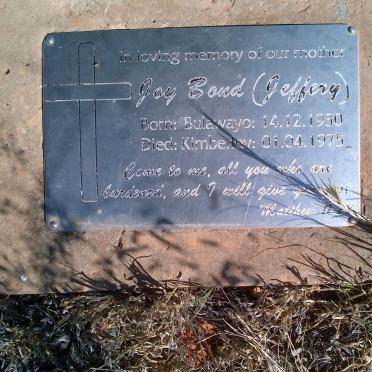 In loving memory of our mother
Joy Bond (Jeffery)
Born: Bulawayo: 14.12.1930
Died: Kimberley: 01.04.1975
Come to me, all you who are
burdened, and I will give you
Matthew